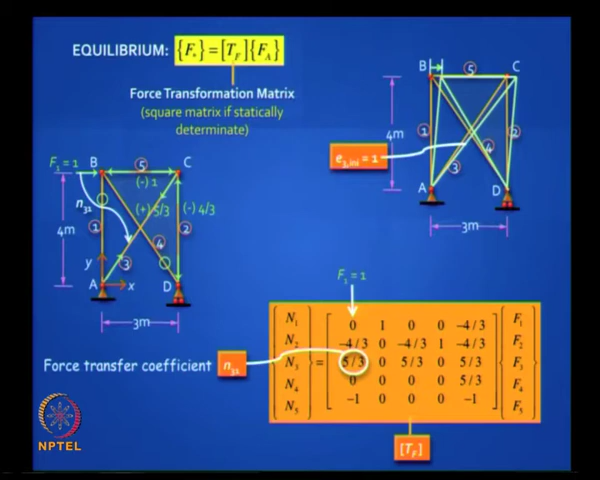 EQUILIBRIUM: {F*} = [T_F]{F_A}
Force Transformation Matrix
(square matrix if statically
determinate)
B
5
C
4m
1
2
4
3
e3,ini = 1
A
D
3m
F1 = 1
B
5
C
(-) 1
n31
(+) 5/3
(-) 4/3
4m
1
2
4
3
y
A
x
D
3m
F1 = 1
N1 0 1 0 0 -4/3 F1
N2 -4/3 0 -4/3 1 -4/3 F2
N3 = 5/3 0 5/3 0 5/3 F3
N4 0 0 0 0 5/3 F4
N5 -1 0 0 0 -1 F5
Force transfer coefficient n31
[T_F]
NPTEL